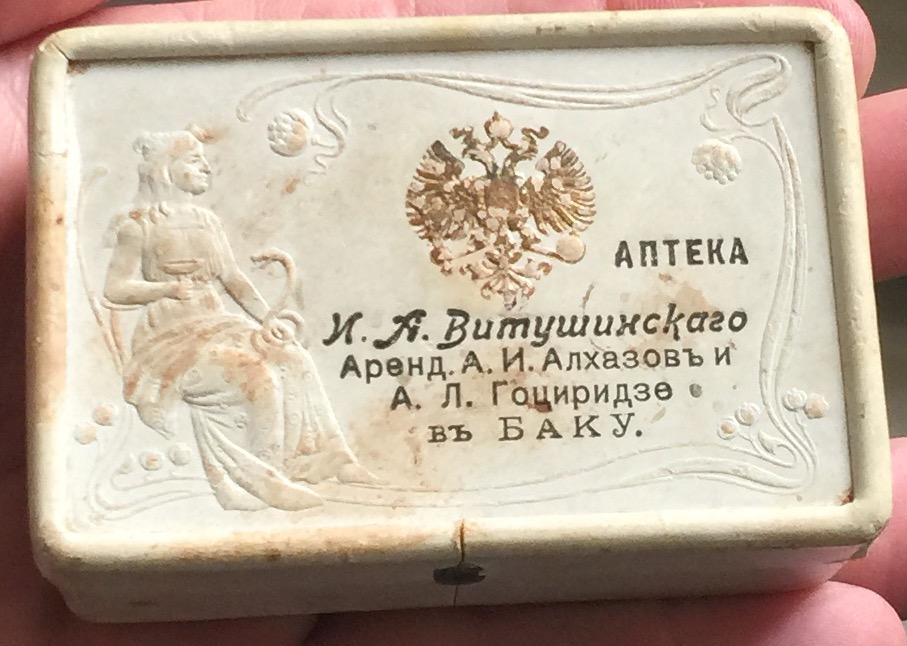 АПТЕКА
И. А. Витушинскаго
Аренд. А. И. Алхазовъ и
А. Л. Гоциридзе
въ БАКУ.